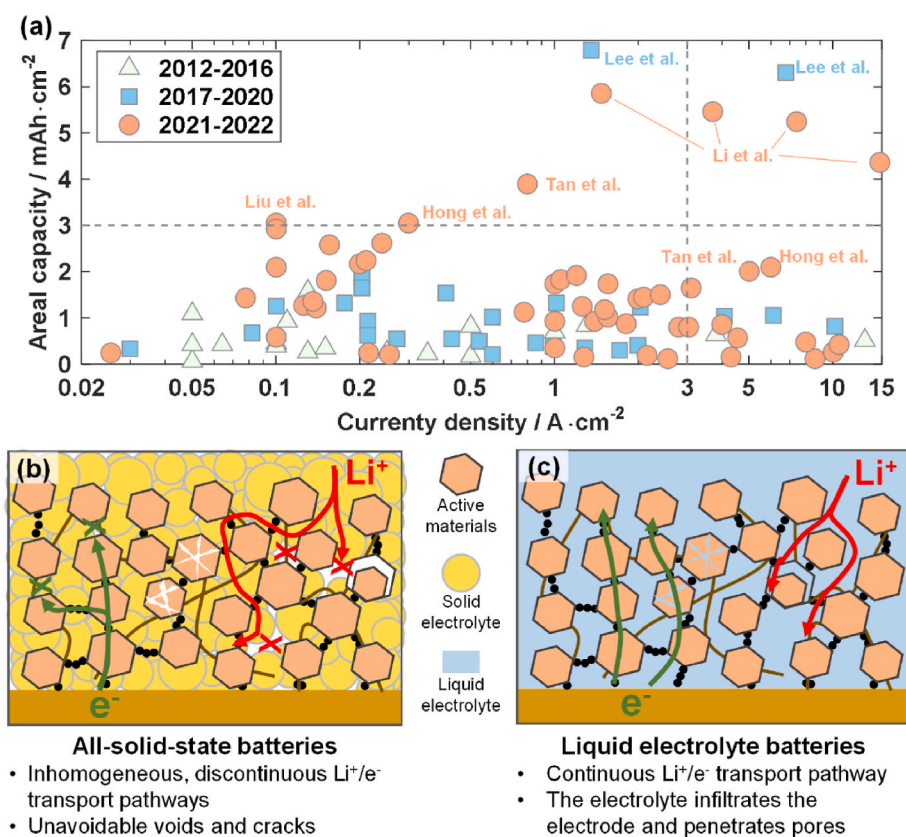 (a)
7
6
5
4
3
2
1
0
Areal capacity / mAh·cm-2
2012-2016
2017-2020
2021-2022
Lee et al.
Lee et al.
Li et al.
Tan et al.
Liu et al.
Hong et al.
Tan et al.
Hong et al.
0.02 0.05 0.1 0.2 0.5 1 2 3 5 10 15
Currenty density / A·cm-2
(b)
Li+
e-
Active
materials
Solid
electrolyte
Liquid
electrolyte
(c)
Li+
e-
All-solid-state batteries
• Inhomogeneous, discontinuous Li+/e-
transport pathways
• Unavoidable voids and cracks
Liquid electrolyte batteries
• Continuous Li+/e- transport pathway
• The electrolyte infiltrates the
electrode and penetrates pores